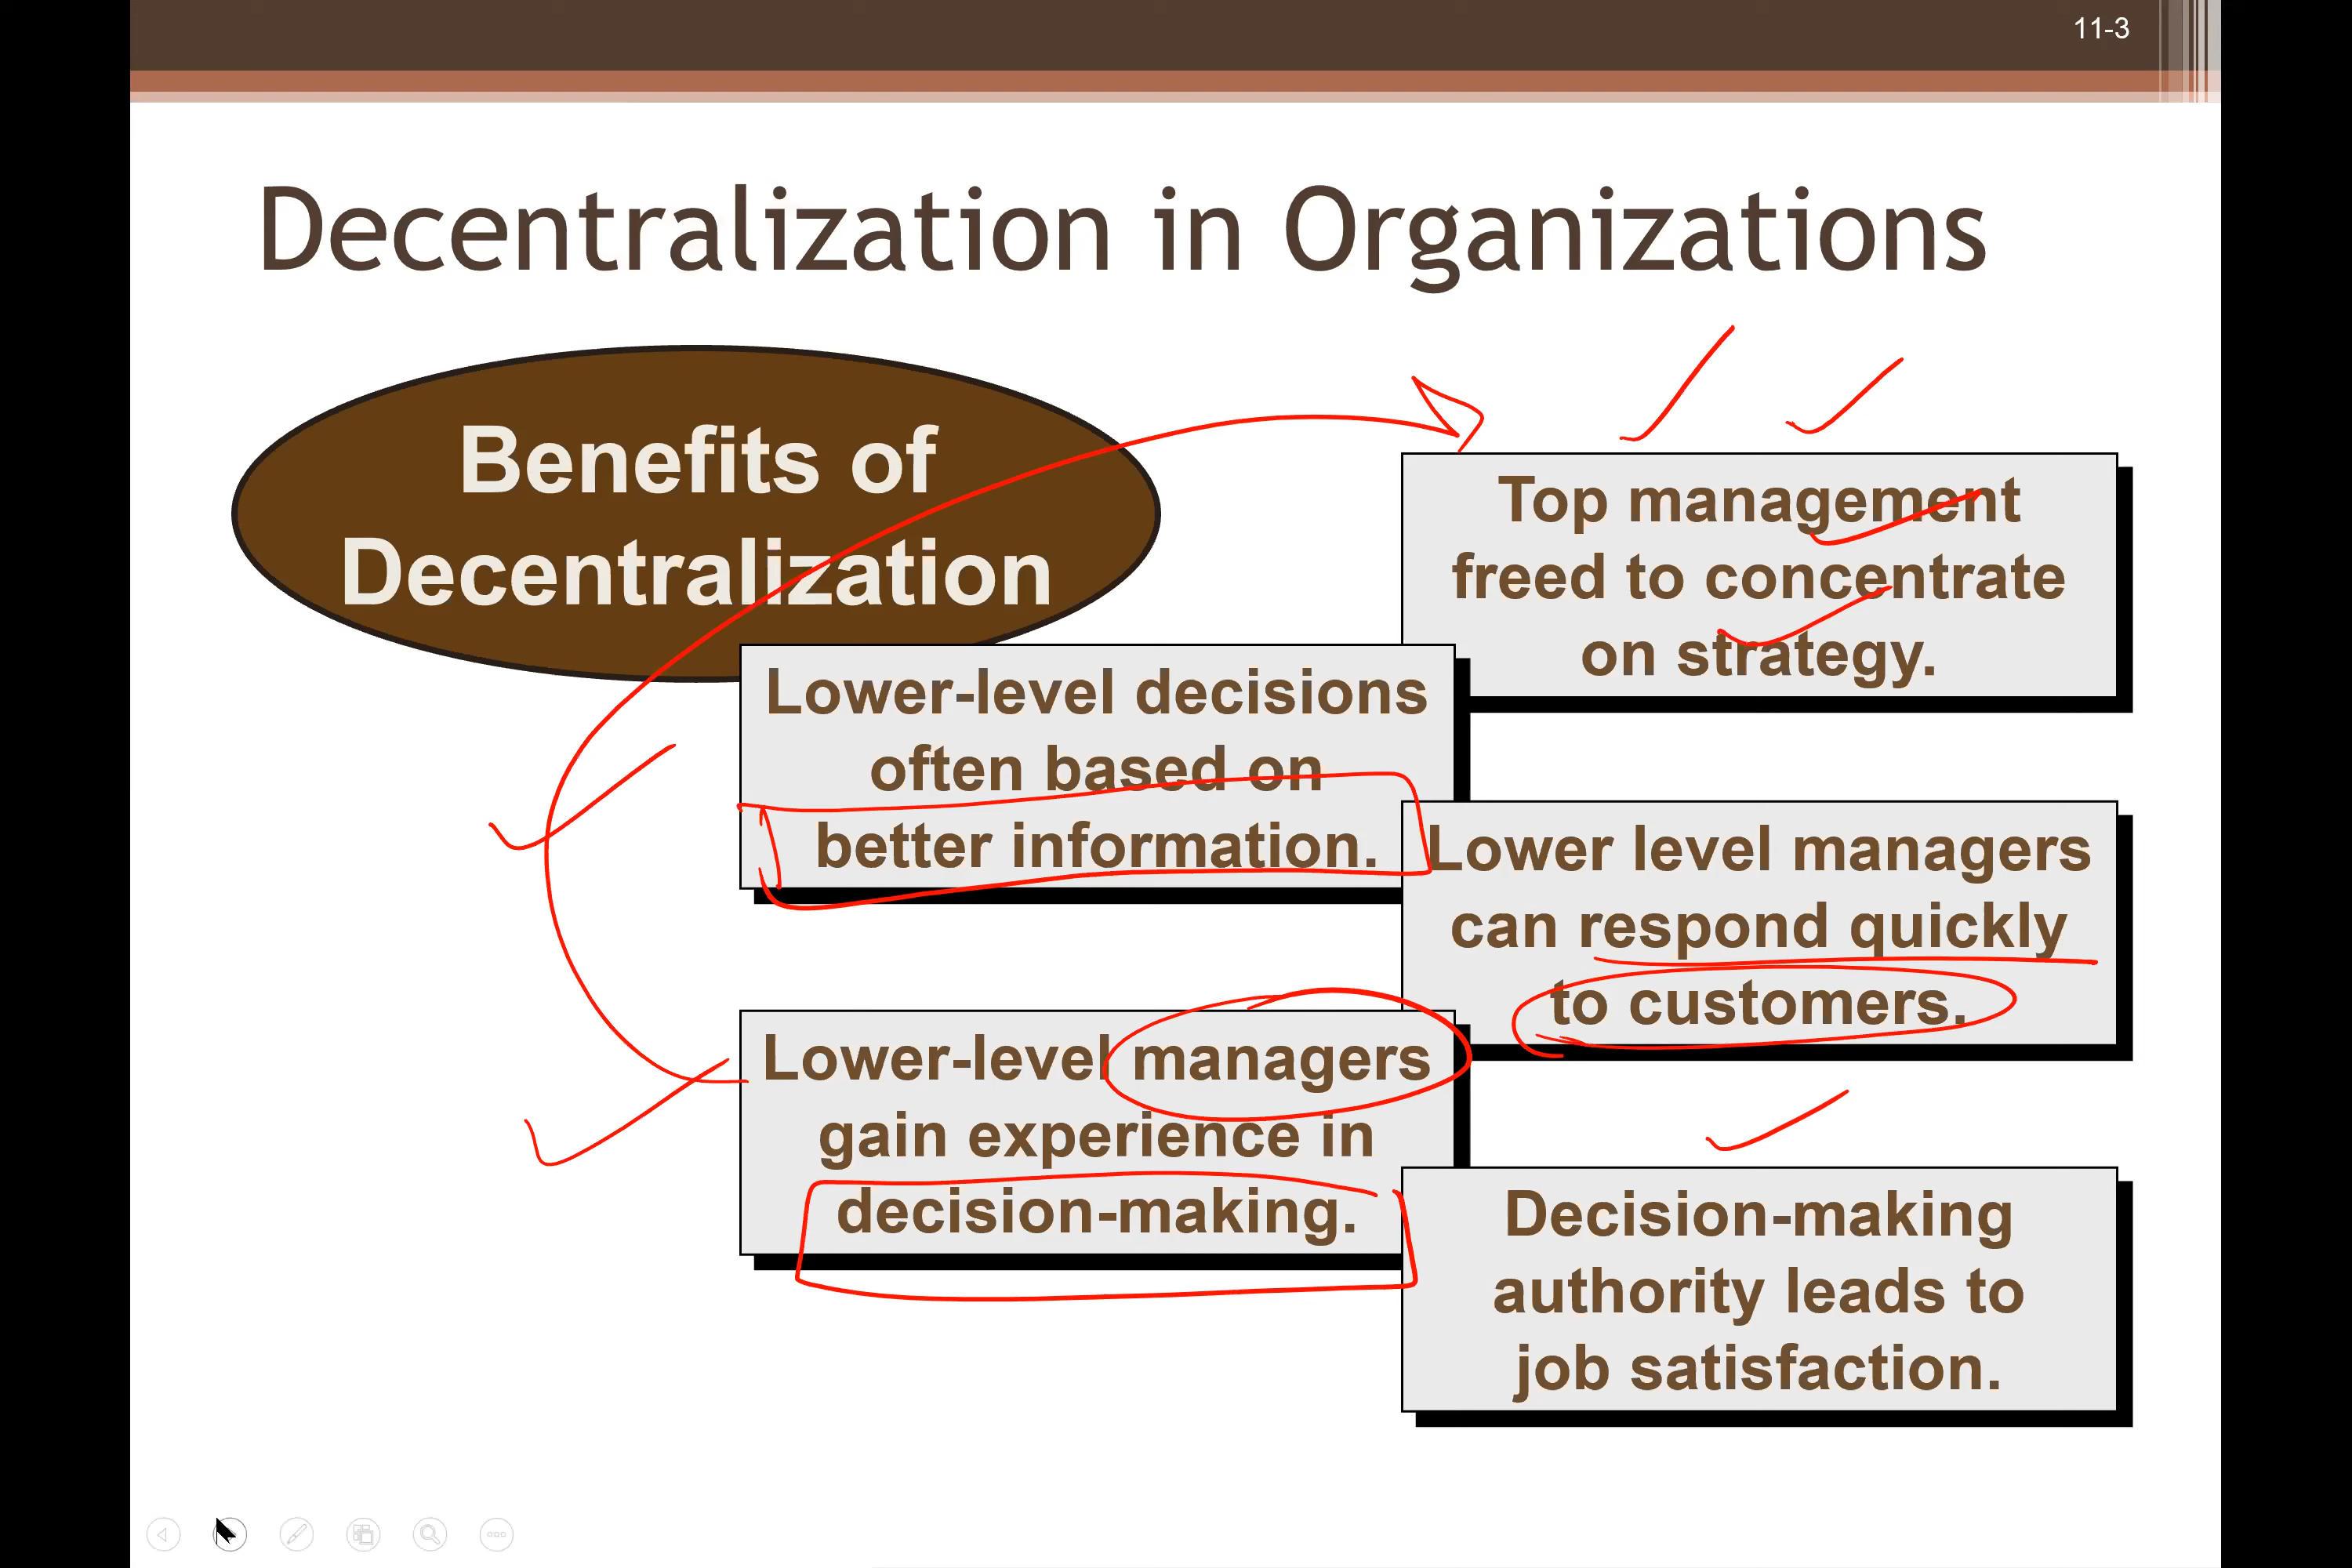 11-3
Decentralization in Organizations
Benefits of
Decentralization
Top management
freed to concentrate
on strategy.
Lower-level decisions
often based on
better information.
Lower level managers
can respond quickly
to customers.
Lower-level managers
gain experience in
decision-making.
Decision-making
authority leads to
job satisfaction.